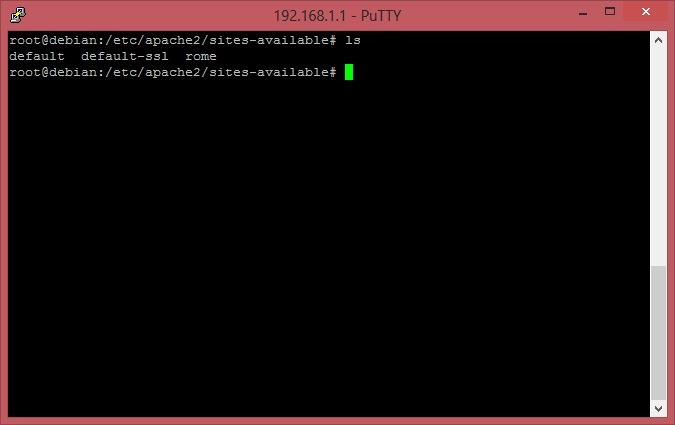 192.168.1.1 - PuTTY
root@debian:/etc/apache2/sites-available# ls
default  default-ssl  rome
root@debian:/etc/apache2/sites-available#